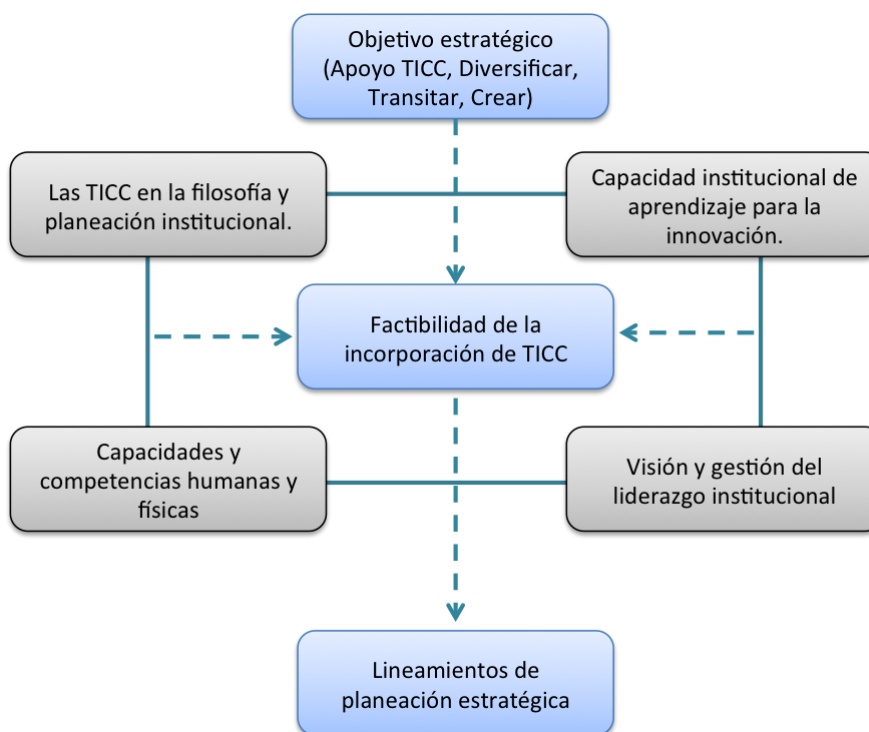 Objetivo estratégico
(Apoyo TICC, Diversificar,
Transitar, Crear)
Las TICC en la filosofía y
planeación institucional.
Capacidad institucional de
aprendizaje para la
innovación.
Factibilidad de la
incorporación de TICC
Capacidades y
competencias humanas y
físicas
Visión y gestión del
liderazgo institucional
Lineamientos de
planeación estratégica